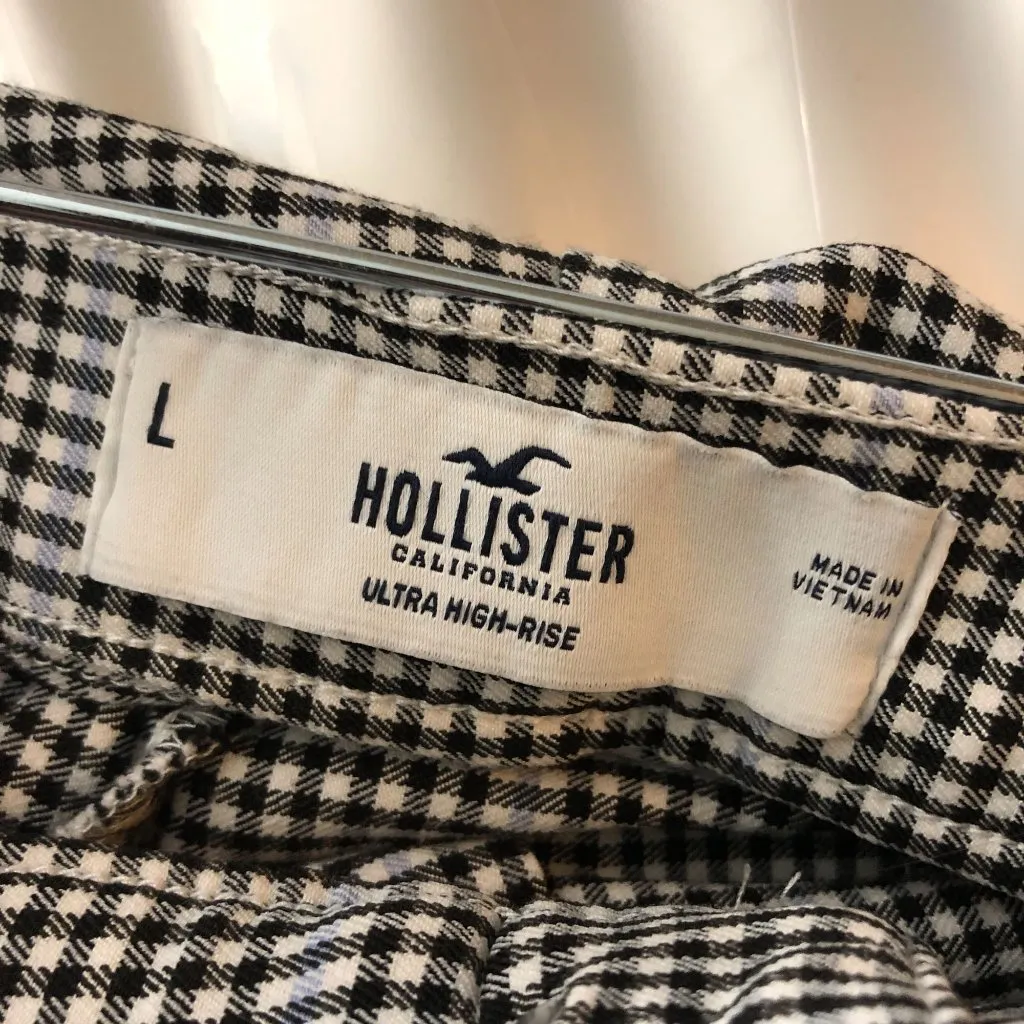 L
HOLLISTER
CALIFORNIA
ULTRA HIGH-RISE
MADE IN
VIETNAM